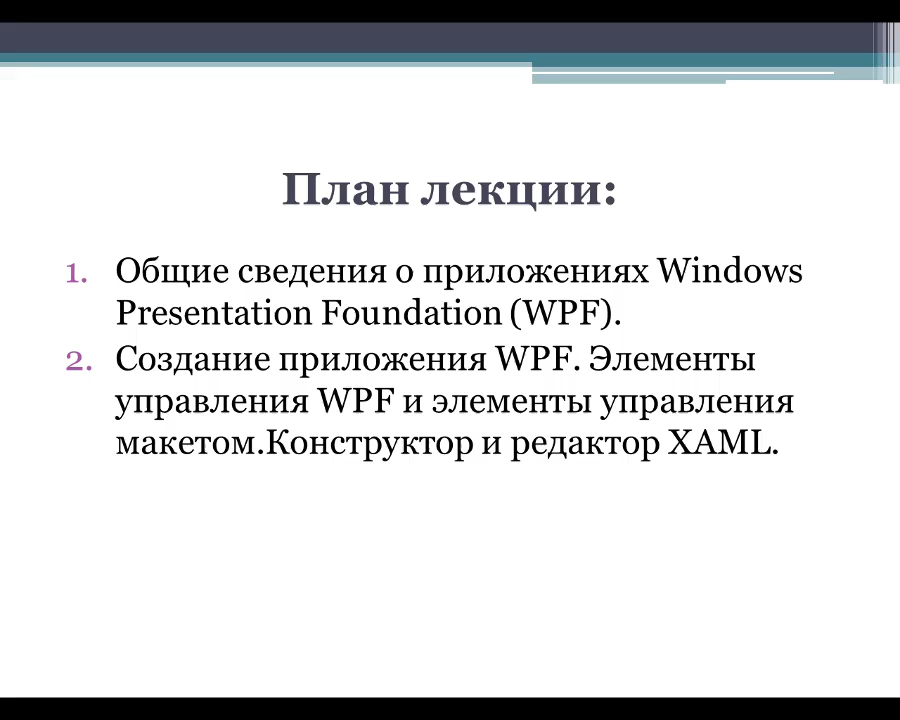 План лекции:
1. Общие сведения о приложениях Windows
Presentation Foundation (WPF).
2. Создание приложения WPF. Элементы
управления WPF и элементы управления
макетом.Конструктор и редактор XAML.